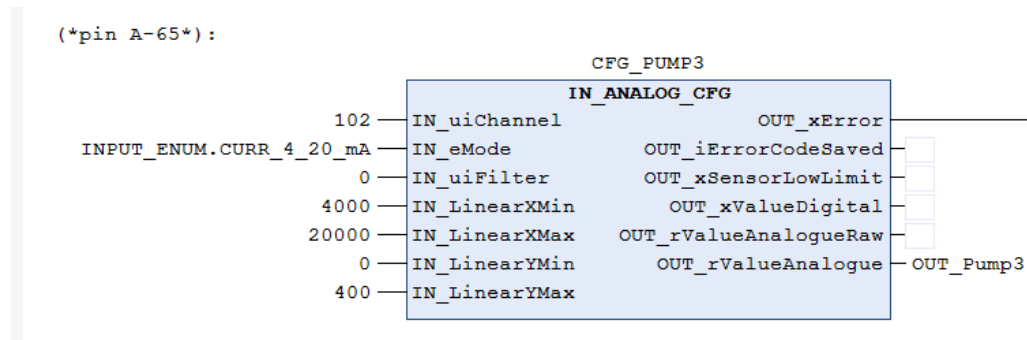 (*pin A-65*):
CFG_PUMP3
IN_ANALOG_CFG
102 IN_uiChannel OUT_xError
INPUT_ENUM.CURR_4_20_mA IN_eMode OUT_iErrorCodeSaved
0 IN_uiFilter OUT_xSensorLowLimit
4000 IN_LinearXMin OUT_xValueDigital
20000 IN_LinearXMax OUT_rValueAnalogueRaw
0 IN_LinearYMin OUT_rValueAnalogue OUT_Pump3
400 IN_LinearYMax